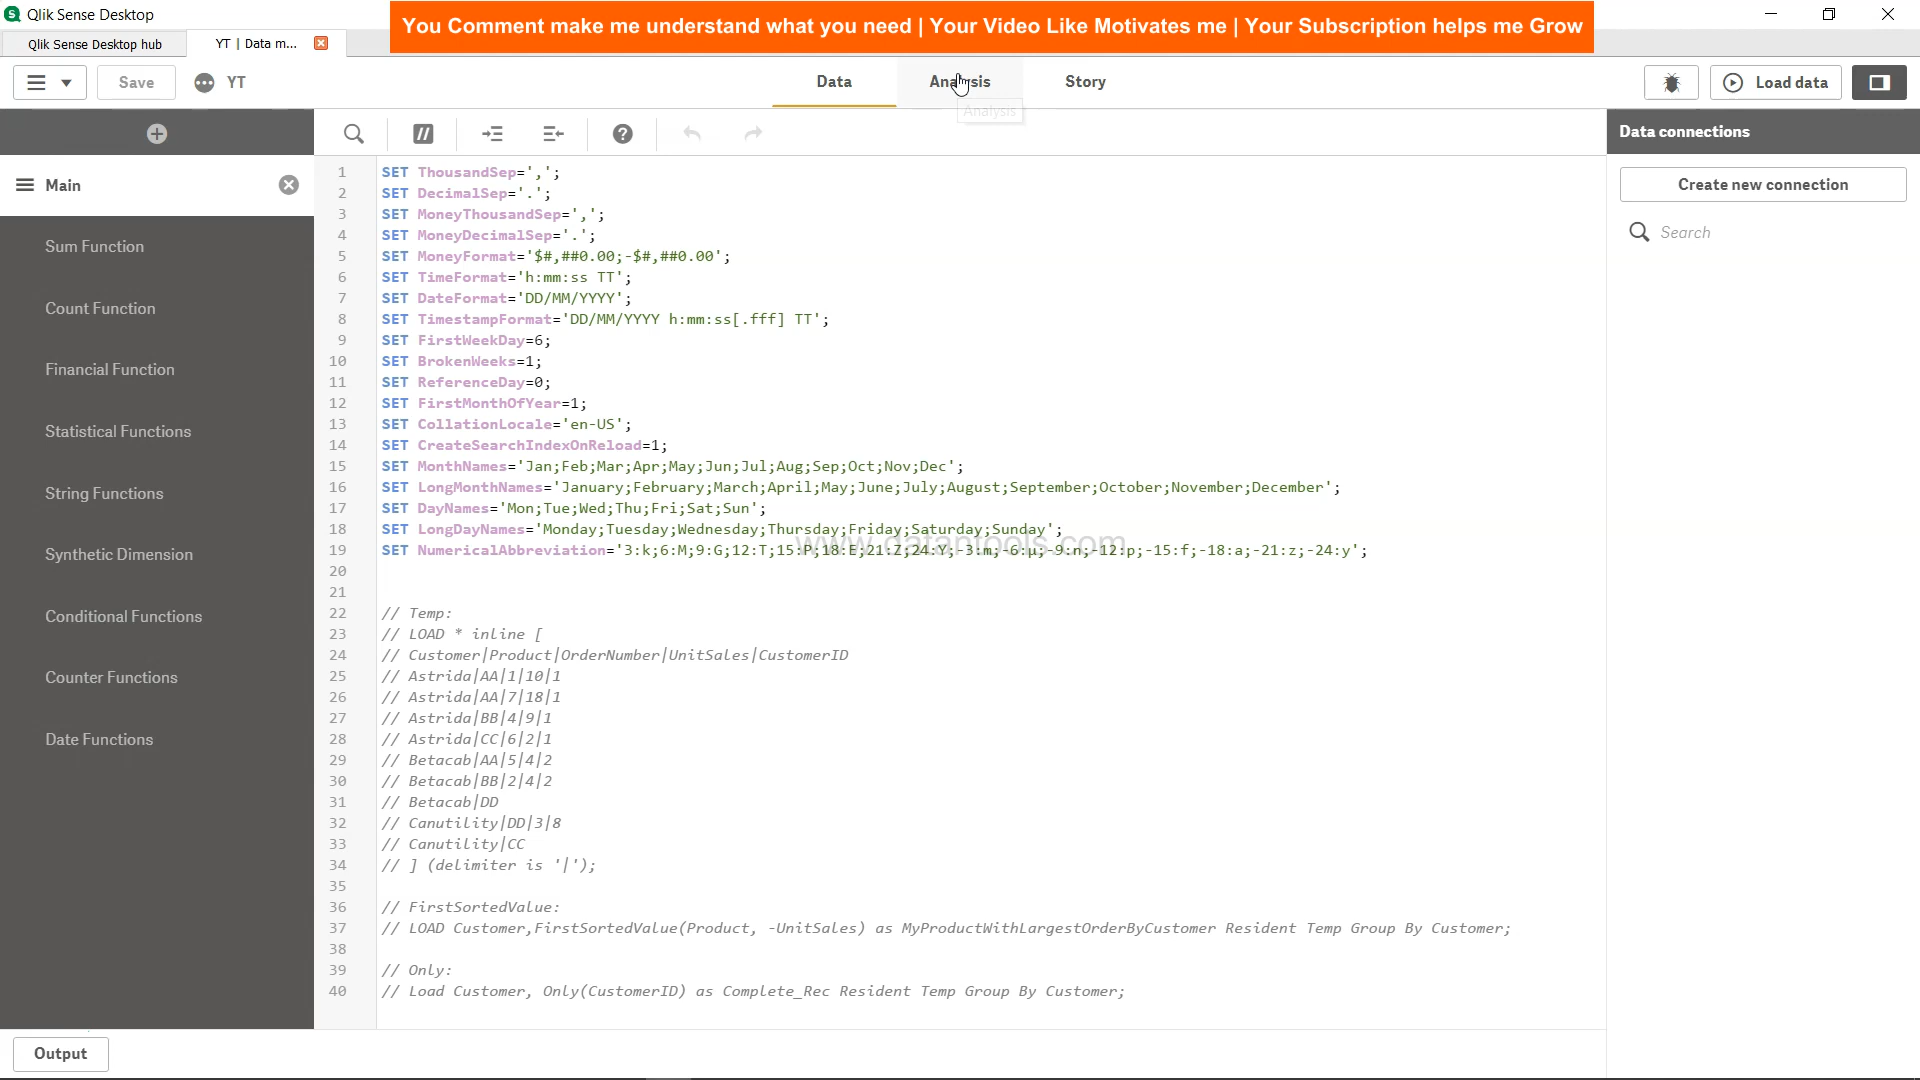 Qlik Sense Desktop
You Comment make me understand what you need | Your Video Like Motivates me | Your Subscription helps me Grow
Qlik Sense Desktop hub
YT | Data m...
Save
YT
Data
Analysis
Story
Load data
Analysis
Data connections
Create new connection
Search
Main
Sum Function
Count Function
Financial Function
Statistical Functions
String Functions
Synthetic Dimension
Conditional Functions
Counter Functions
Date Functions
1 SET ThousandSep=',';
2 SET DecimalSep='.';
3 SET MoneyThousandSep=',';
4 SET MoneyDecimalSep='.';
5 SET MoneyFormat='$#,##0.00;-$#,##0.00';
6 SET TimeFormat='h:mm:ss TT';
7 SET DateFormat='DD/MM/YYYY';
8 SET TimestampFormat='DD/MM/YYYY h:mm:ss[.fff] TT';
9 SET FirstWeekDay=6;
10 SET BrokenWeeks=1;
11 SET ReferenceDay=0;
12 SET FirstMonthOfYear=1;
13 SET CollationLocale='en-US';
14 SET CreateSearchIndexOnReload=1;
15 SET MonthNames='Jan;Feb;Mar;Apr;May;Jun;Jul;Aug;Sep;Oct;Nov;Dec';
16 SET LongMonthNames='January;February;March;April;May;June;July;August;September;October;November;December';
17 SET DayNames='Mon;Tue;Wed;Thu;Fri;Sat;Sun';
18 SET LongDayNames='Monday;Tuesday;Wednesday;Thursday;Friday;Saturday;Sunday';
19 SET NumericalAbbreviation='3:k;6:M;9:G;12:T;15:P;18:E;21:Z;24:Y;-3:m;-6:μ;-9:n;-12:p;-15:f;-18:a;-21:z;-24:y';
www.datantools.com
20
21
22 // Temp:
23 // LOAD * inline [
24 // Customer|Product|OrderNumber|UnitSales|CustomerID
25 // Astrida|AA|1|10|1
26 // Astrida|AA|7|18|1
27 // Astrida|BB|4|9|1
28 // Astrida|CC|6|2|1
29 // Betacab|AA|5|4|2
30 // Betacab|BB|2|4|2
31 // Betacab|DD
32 // Canutility|DD|3|8
33 // Canutility|CC
34 // ] (delimiter is '|');
35
36 // FirstSortedValue:
37 // LOAD Customer,FirstSortedValue(Product, -UnitSales) as MyProductWithLargestOrderByCustomer Resident Temp Group By Customer;
38
39 // Only:
40 // Load Customer, Only(CustomerID) as Complete_Rec Resident Temp Group By Customer;
Output